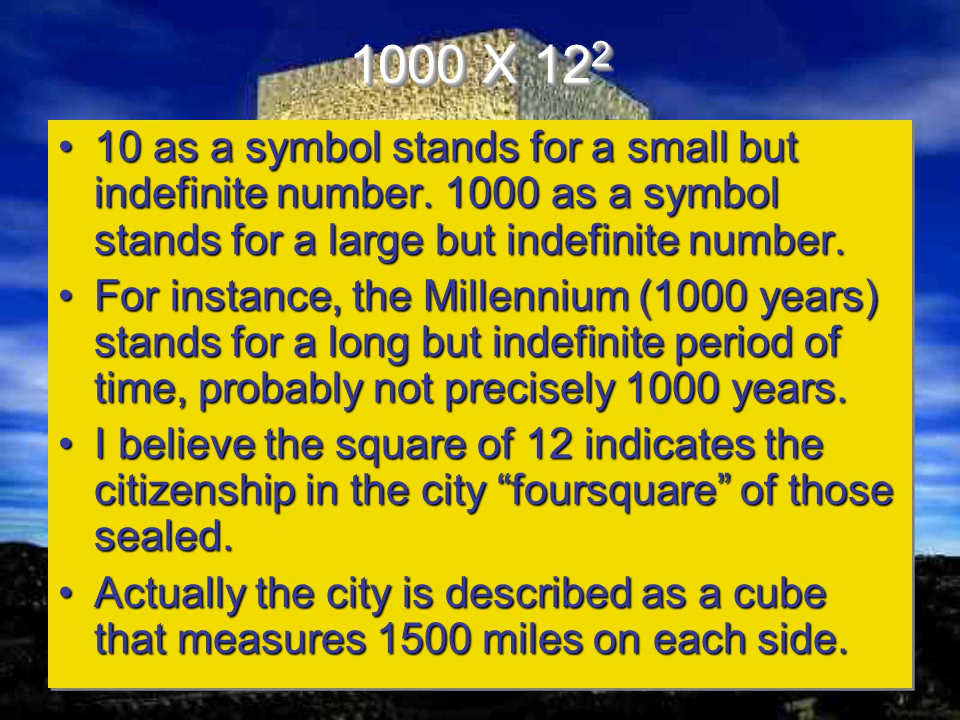 1000 X 12²
• 10 as a symbol stands for a small but
indefinite number. 1000 as a symbol
stands for a large but indefinite number.
• For instance, the Millennium (1000 years)
stands for a long but indefinite period of
time, probably not precisely 1000 years.
• I believe the square of 12 indicates the
citizenship in the city “foursquare” of those
sealed.
• Actually the city is described as a cube
that measures 1500 miles on each side.